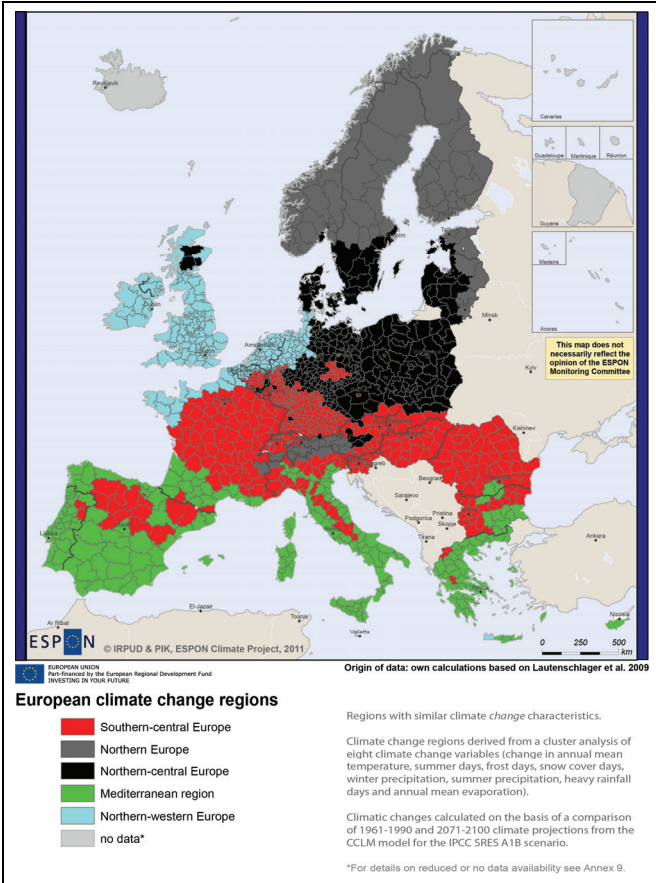 Reykjavik
Canarias
Guadeloupe
Martinique
Réunion
Guyane
Madeira
Acores
Minsk
This map does not
necessarily reflect the
opinion of the ESPON
Monitoring Committee
Dublin
London
Kyiv
Kishinev
Zagreb
Beograd
Sarajevo
Pristina
Podgorica
Skopje
Tirana
Ankara
Nicosia
El-Jazair
Tounis
Ar Ribat
Valletta
ESPON
© IRPUD & PIK, ESPON Climate Project, 2011
0 250 500
km
EUROPEAN UNION
Part-financed by the European Regional Development Fund
INVESTING IN YOUR FUTURE
Origin of data: own calculations based on Lautenschlager et al. 2009
European climate change regions
Southern-central Europe
Northern Europe
Northern-central Europe
Mediterranean region
Northern-western Europe
no data*
Regions with similar climate change characteristics.
Climate change regions derived from a cluster analysis of
eight climate change variables (change in annual mean
temperature, summer days, frost days, snow cover days,
winter precipitation, summer precipitation, heavy rainfall
days and annual mean evaporation).
Climatic changes calculated on the basis of a comparison
of 1961-1990 and 2071-2100 climate projections from the
CCLM model for the IPCC SRES A1B scenario.
*For details on reduced or no data availability see Annex 9.